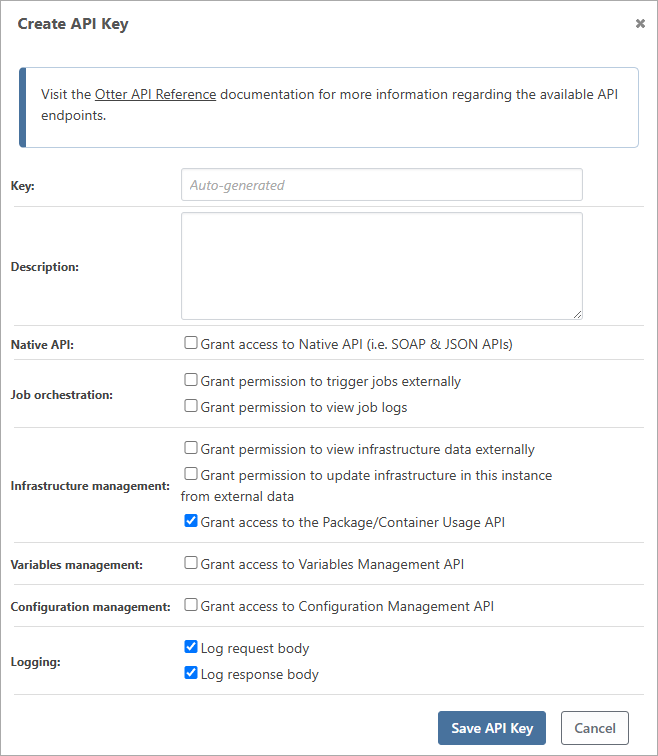 Create API Key
Visit the Otter API Reference documentation for more information regarding the available API
endpoints.
Key:
Auto-generated
Description:
Native API:
Grant access to Native API (i.e. SOAP & JSON APIs)
Job orchestration:
Grant permission to trigger jobs externally
Grant permission to view job logs
Infrastructure management:
Grant permission to view infrastructure data externally
Grant permission to update infrastructure in this instance
from external data
Grant access to the Package/Container Usage API
Variables management:
Grant access to Variables Management API
Configuration management:
Grant access to Configuration Management API
Logging:
Log request body
Log response body
Save API Key
Cancel